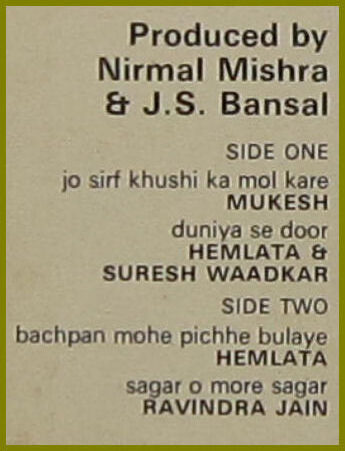 Produced by
Nirmal Mishra
& J.S. Bansal
SIDE ONE
jo sirf khushi ka mol kare
MUKESH
duniya se door
HEMLATA &
SURESH WAADKAR
SIDE TWO
bachpan mohe pichhe bulaye
HEMLATA
sagar o more sagar
RAVINDRA JAIN